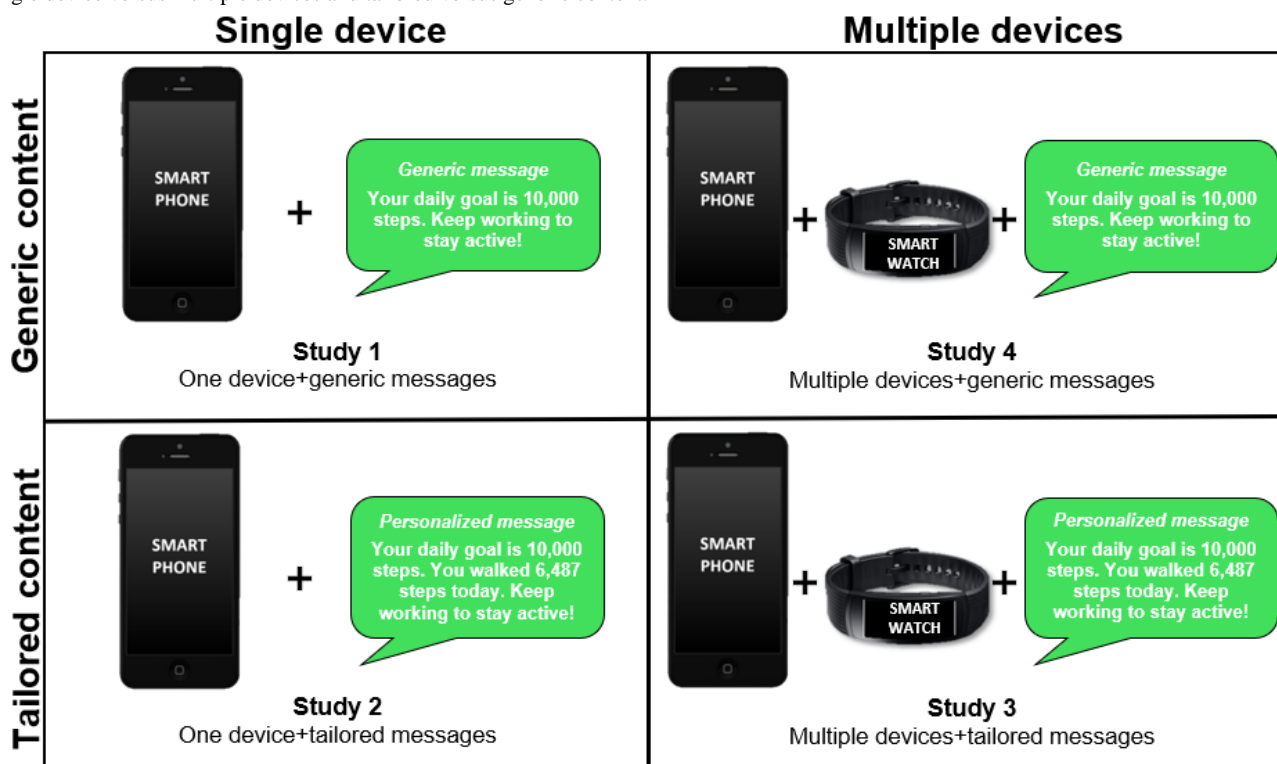 Single device
Multiple devices
Generic content
SMART
PHONE
+
Generic message
Your daily goal is 10,000
steps. Keep working to
stay active!
Study 1
One device+generic messages
SMART
PHONE
+
SMART
WATCH
+
Generic message
Your daily goal is 10,000
steps. Keep working to
stay active!
Study 4
Multiple devices+generic messages
Tailored content
SMART
PHONE
+
Personalized message
Your daily goal is 10,000
steps. You walked 6,487
steps today. Keep
working to stay active!
Study 2
One device+tailored messages
SMART
PHONE
+
SMART
WATCH
+
Personalized message
Your daily goal is 10,000
steps. You walked 6,487
steps today. Keep
working to stay active!
Study 3
Multiple devices+tailored messages